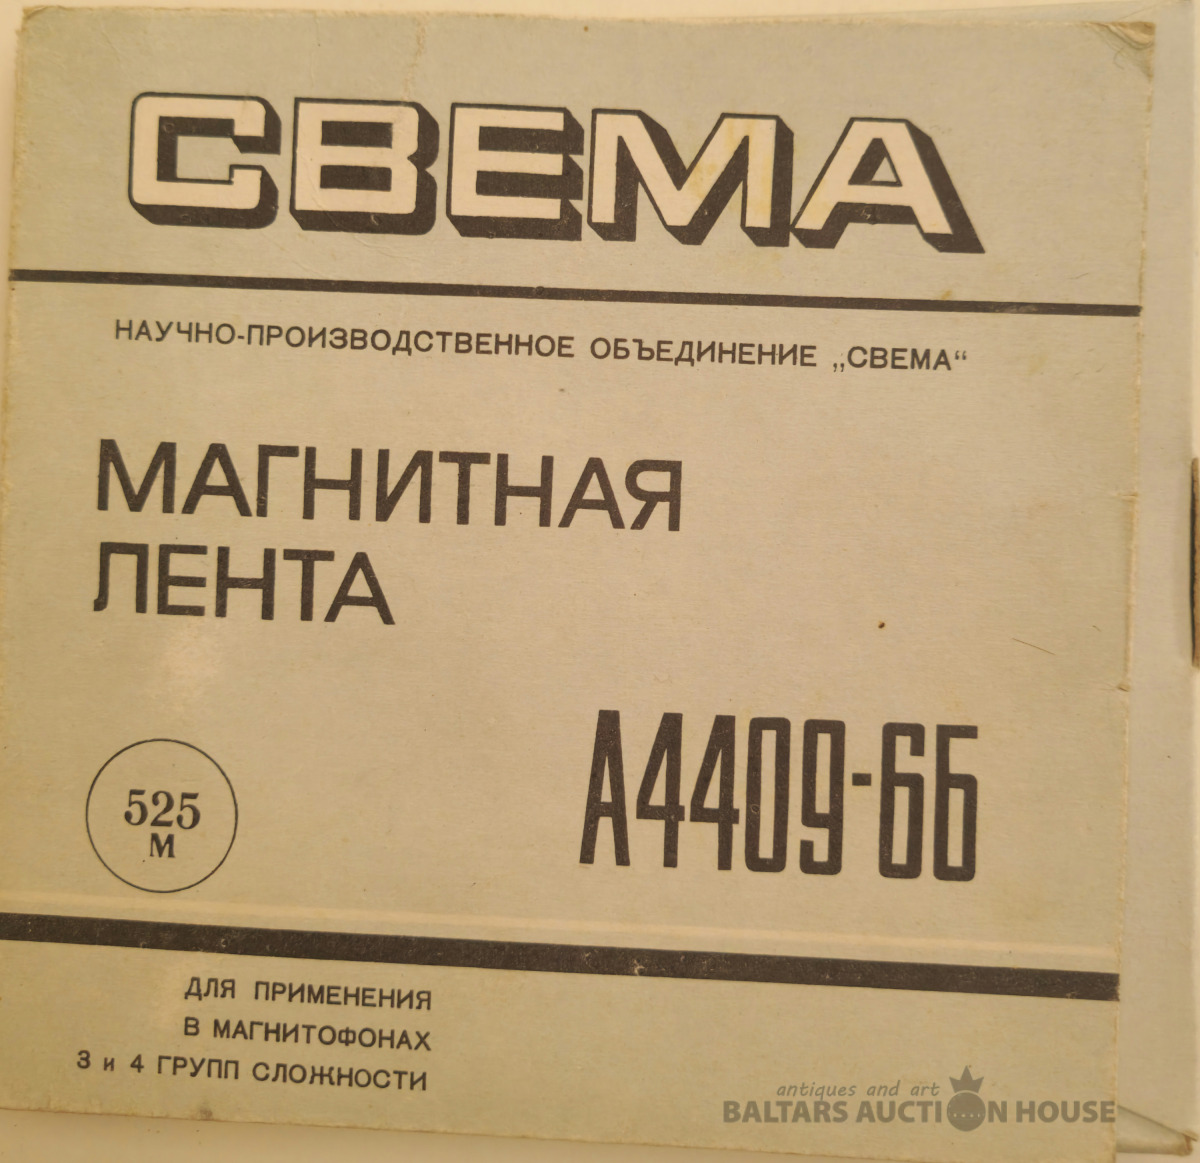 СВЕМА
НАУЧНО-ПРОИЗВОДСТВЕННОЕ ОБЪЕДИНЕНИЕ „СВЕМА“
МАГНИТНАЯ
ЛЕНТА
А4409-6Б
525
М
ДЛЯ ПРИМЕНЕНИЯ
В МАГНИТОФОНАХ
3 и 4 ГРУПП СЛОЖНОСТИ
antiques and art
BALTARS AUCTION HOUSE